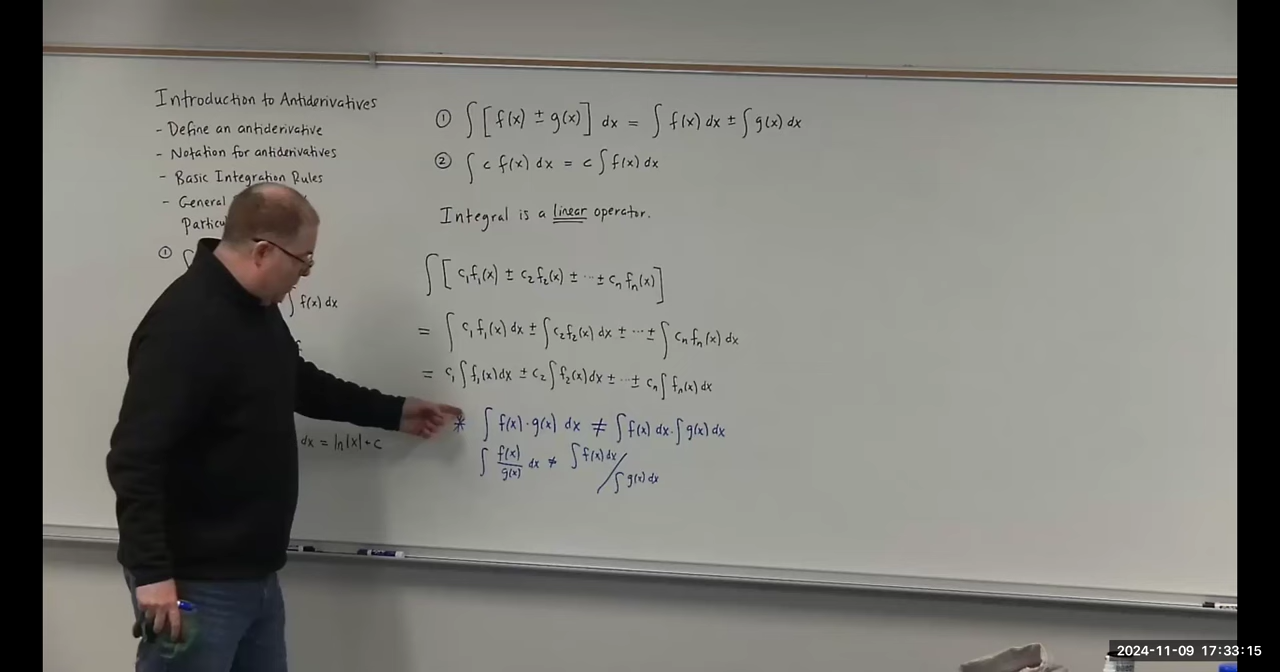 Introduction to Antiderivatives
- Define an antiderivative
- Notation for antiderivatives
- Basic Integration Rules
- General
Particu
① ∫
∫ f(x) dx
dx = ln|x| + c
① ∫ [ f(x) ± g(x) ] dx = ∫ f(x) dx ± ∫ g(x) dx
② ∫ c f(x) dx = c ∫ f(x) dx
Integral is a linear operator.
∫ [ c₁f₁(x) ± c₂f₂(x) ± ... ± cₙfₙ(x) ]
= ∫ c₁f₁(x) dx ± ∫ c₂f₂(x) dx ± ... ± ∫ cₙfₙ(x) dx
= c₁ ∫ f₁(x) dx ± c₂ ∫ f₂(x) dx ± ... ± cₙ ∫ fₙ(x) dx
* ∫ f(x) · g(x) dx ≠ ∫ f(x) dx · ∫ g(x) dx
∫ f(x)/g(x) dx ≠ ∫ f(x) dx / ∫ g(x) dx
2024-11-09 17:33:15